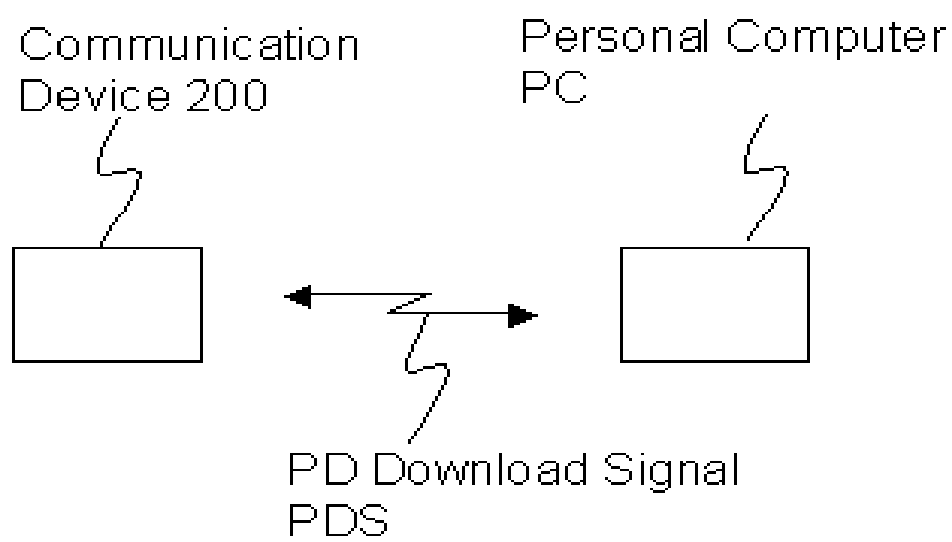 Communication
Device 200
Personal Computer
PC
PD Download Signal
PDS